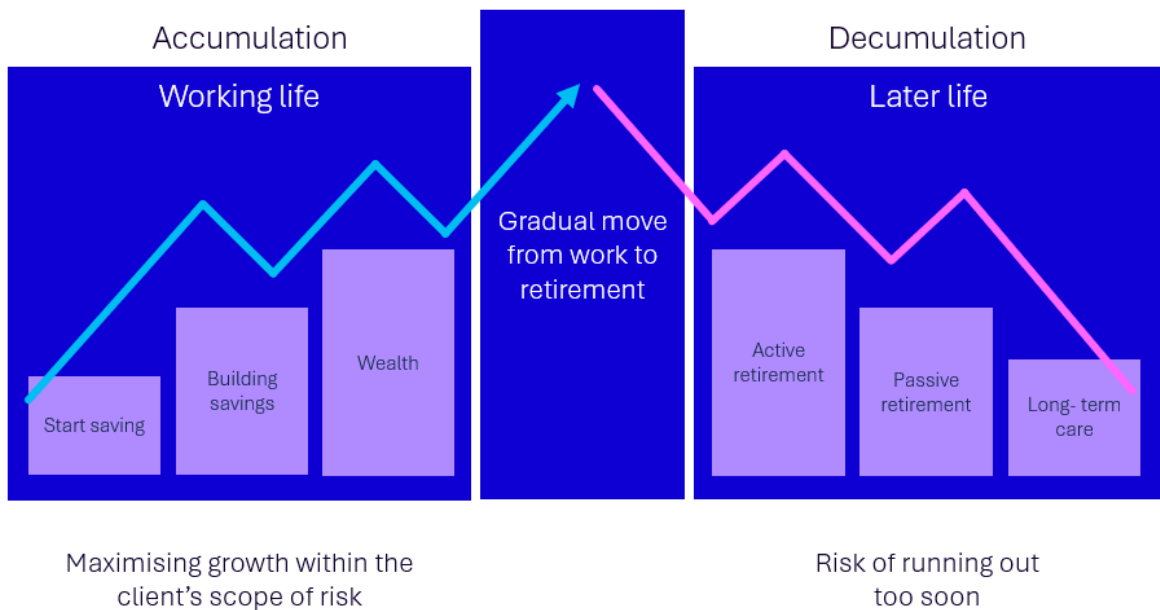 Accumulation
Working life
Start saving
Building
savings
Wealth
Gradual move
from work to
retirement
Decumulation
Later life
Active
retirement
Passive
retirement
Long- term
care
Maximising growth within the
client's scope of risk
Risk of running out
too soon